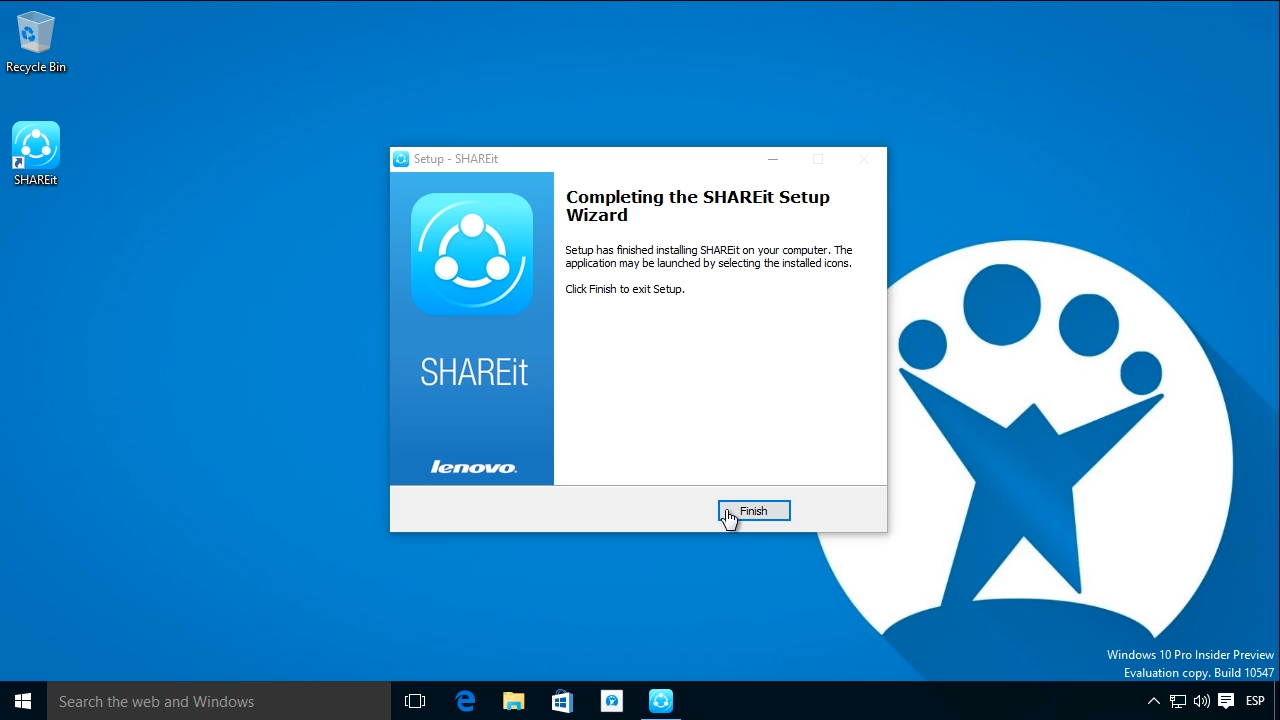 Recycle Bin
SHAREit
Setup - SHAREit
SHAREit
lenovo.
Completing the SHAREit Setup
Wizard
Setup has finished installing SHAREit on your computer. The
application may be launched by selecting the installed icons.
Click Finish to exit Setup.
Finish
Windows 10 Pro Insider Preview
Evaluation copy. Build 10547
Search the web and Windows
ESP